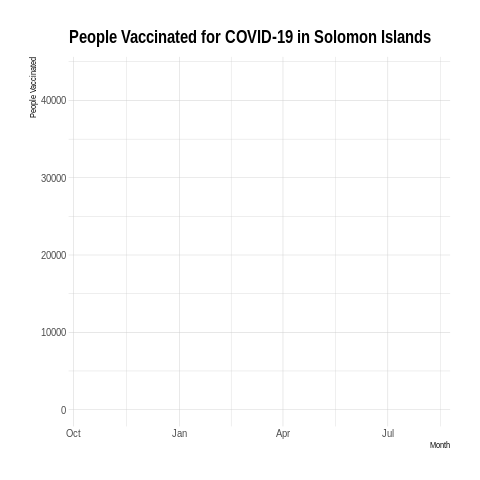 People Vaccinated for COVID-19 in Solomon Islands
People Vaccinated
40000
30000
20000
10000
0
Oct Jan Apr Jul
Month